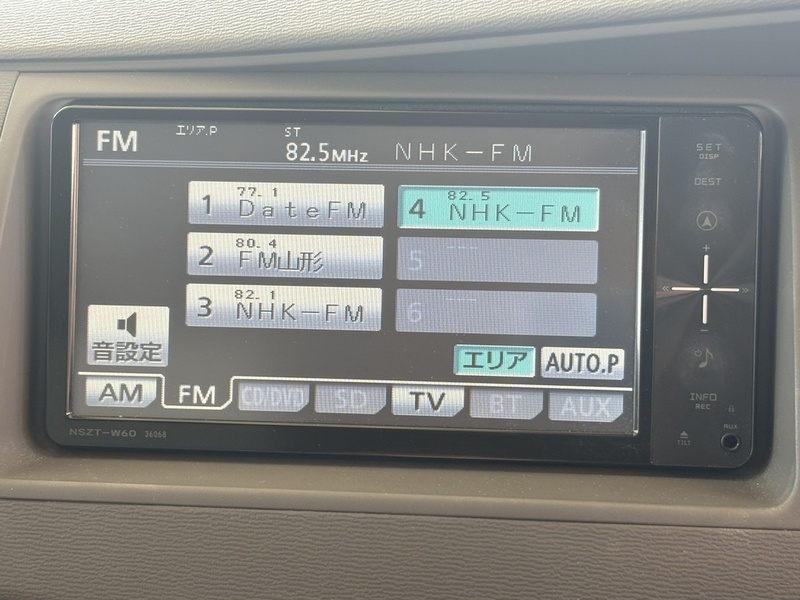 FM エリア.P ST 82.5MHz NHK-FM
1 77.1 DateFM
4 82.5 NHK-FM
2 80.4 FM山形
5 ---
3 82.1 NHK-FM
6 ---
音設定
エリア AUTO.P
AM FM CD/DVD SD TV BT AUX
NSZT-W60 36068
SET
DISP
DEST
+
-
INFO
REC
AUX
TILT